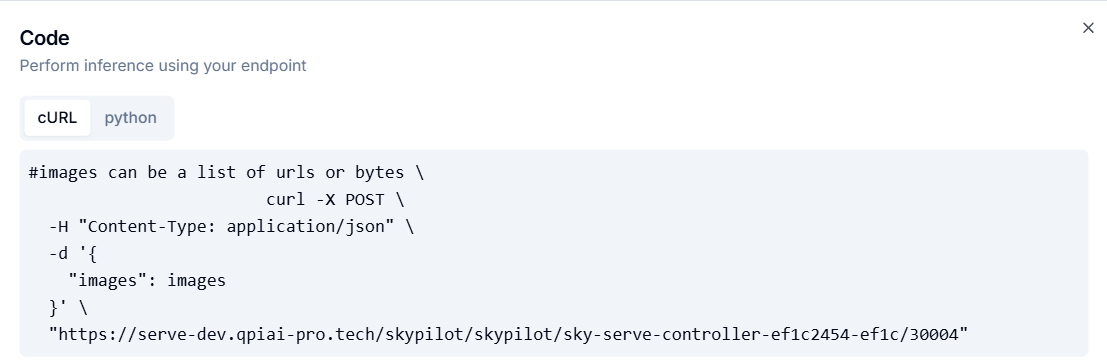 Code
Perform inference using your endpoint
cURL python
#images can be a list of urls or bytes \
curl -X POST \
-H "Content-Type: application/json" \
-d '{
"images": images
}' \
"https://serve-dev.qpiai-pro.tech/skypilot/skypilot/sky-serve-controller-ef1c2454-ef1c/30004"